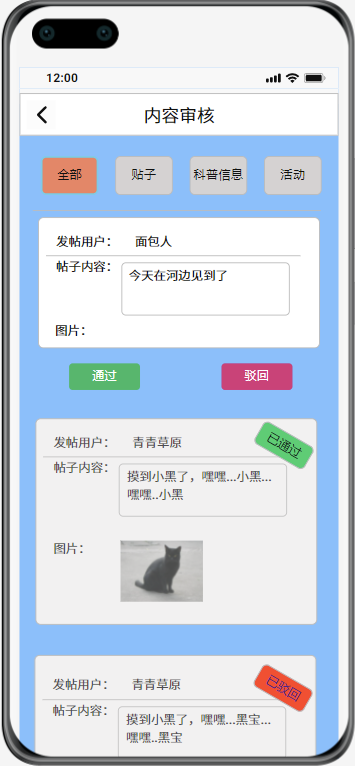 12:00
内容审核
全部
贴子
科普信息
活动
发帖用户： 面包人
帖子内容：
今天在河边见到了
图片：
通过
驳回
已通过
发帖用户： 青青草原
帖子内容：
摸到小黑了，嘿嘿...小黑...
嘿嘿..小黑
图片：
已驳回
发帖用户： 青青草原
帖子内容：
摸到小黑了，嘿嘿...黑宝...
嘿嘿..黑宝